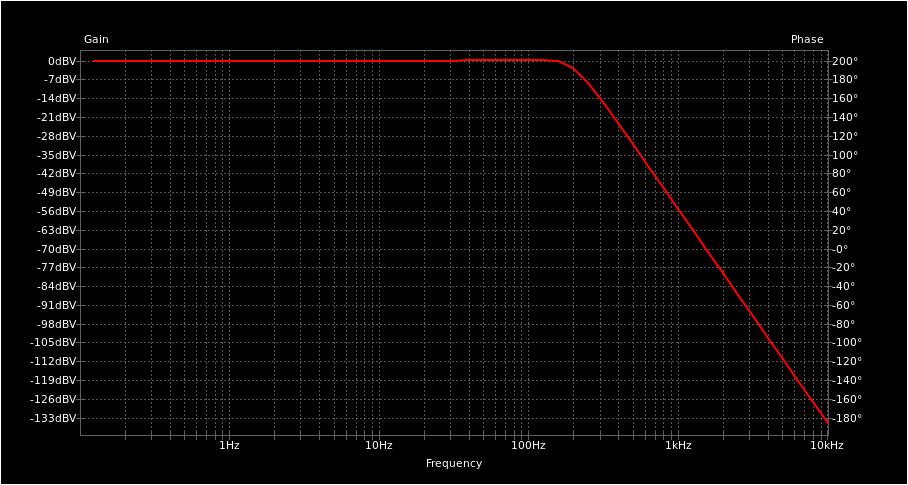 Gain Phase
0dBV 200°
-7dBV 180°
-14dBV 160°
-21dBV 140°
-28dBV 120°
-35dBV 100°
-42dBV 80°
-49dBV 60°
-56dBV 40°
-63dBV 20°
-70dBV -0°
-77dBV -20°
-84dBV -40°
-91dBV -60°
-98dBV -80°
-105dBV -100°
-112dBV -120°
-119dBV -140°
-126dBV -160°
-133dBV -180°
1Hz 10Hz 100Hz 1kHz 10kHz
Frequency